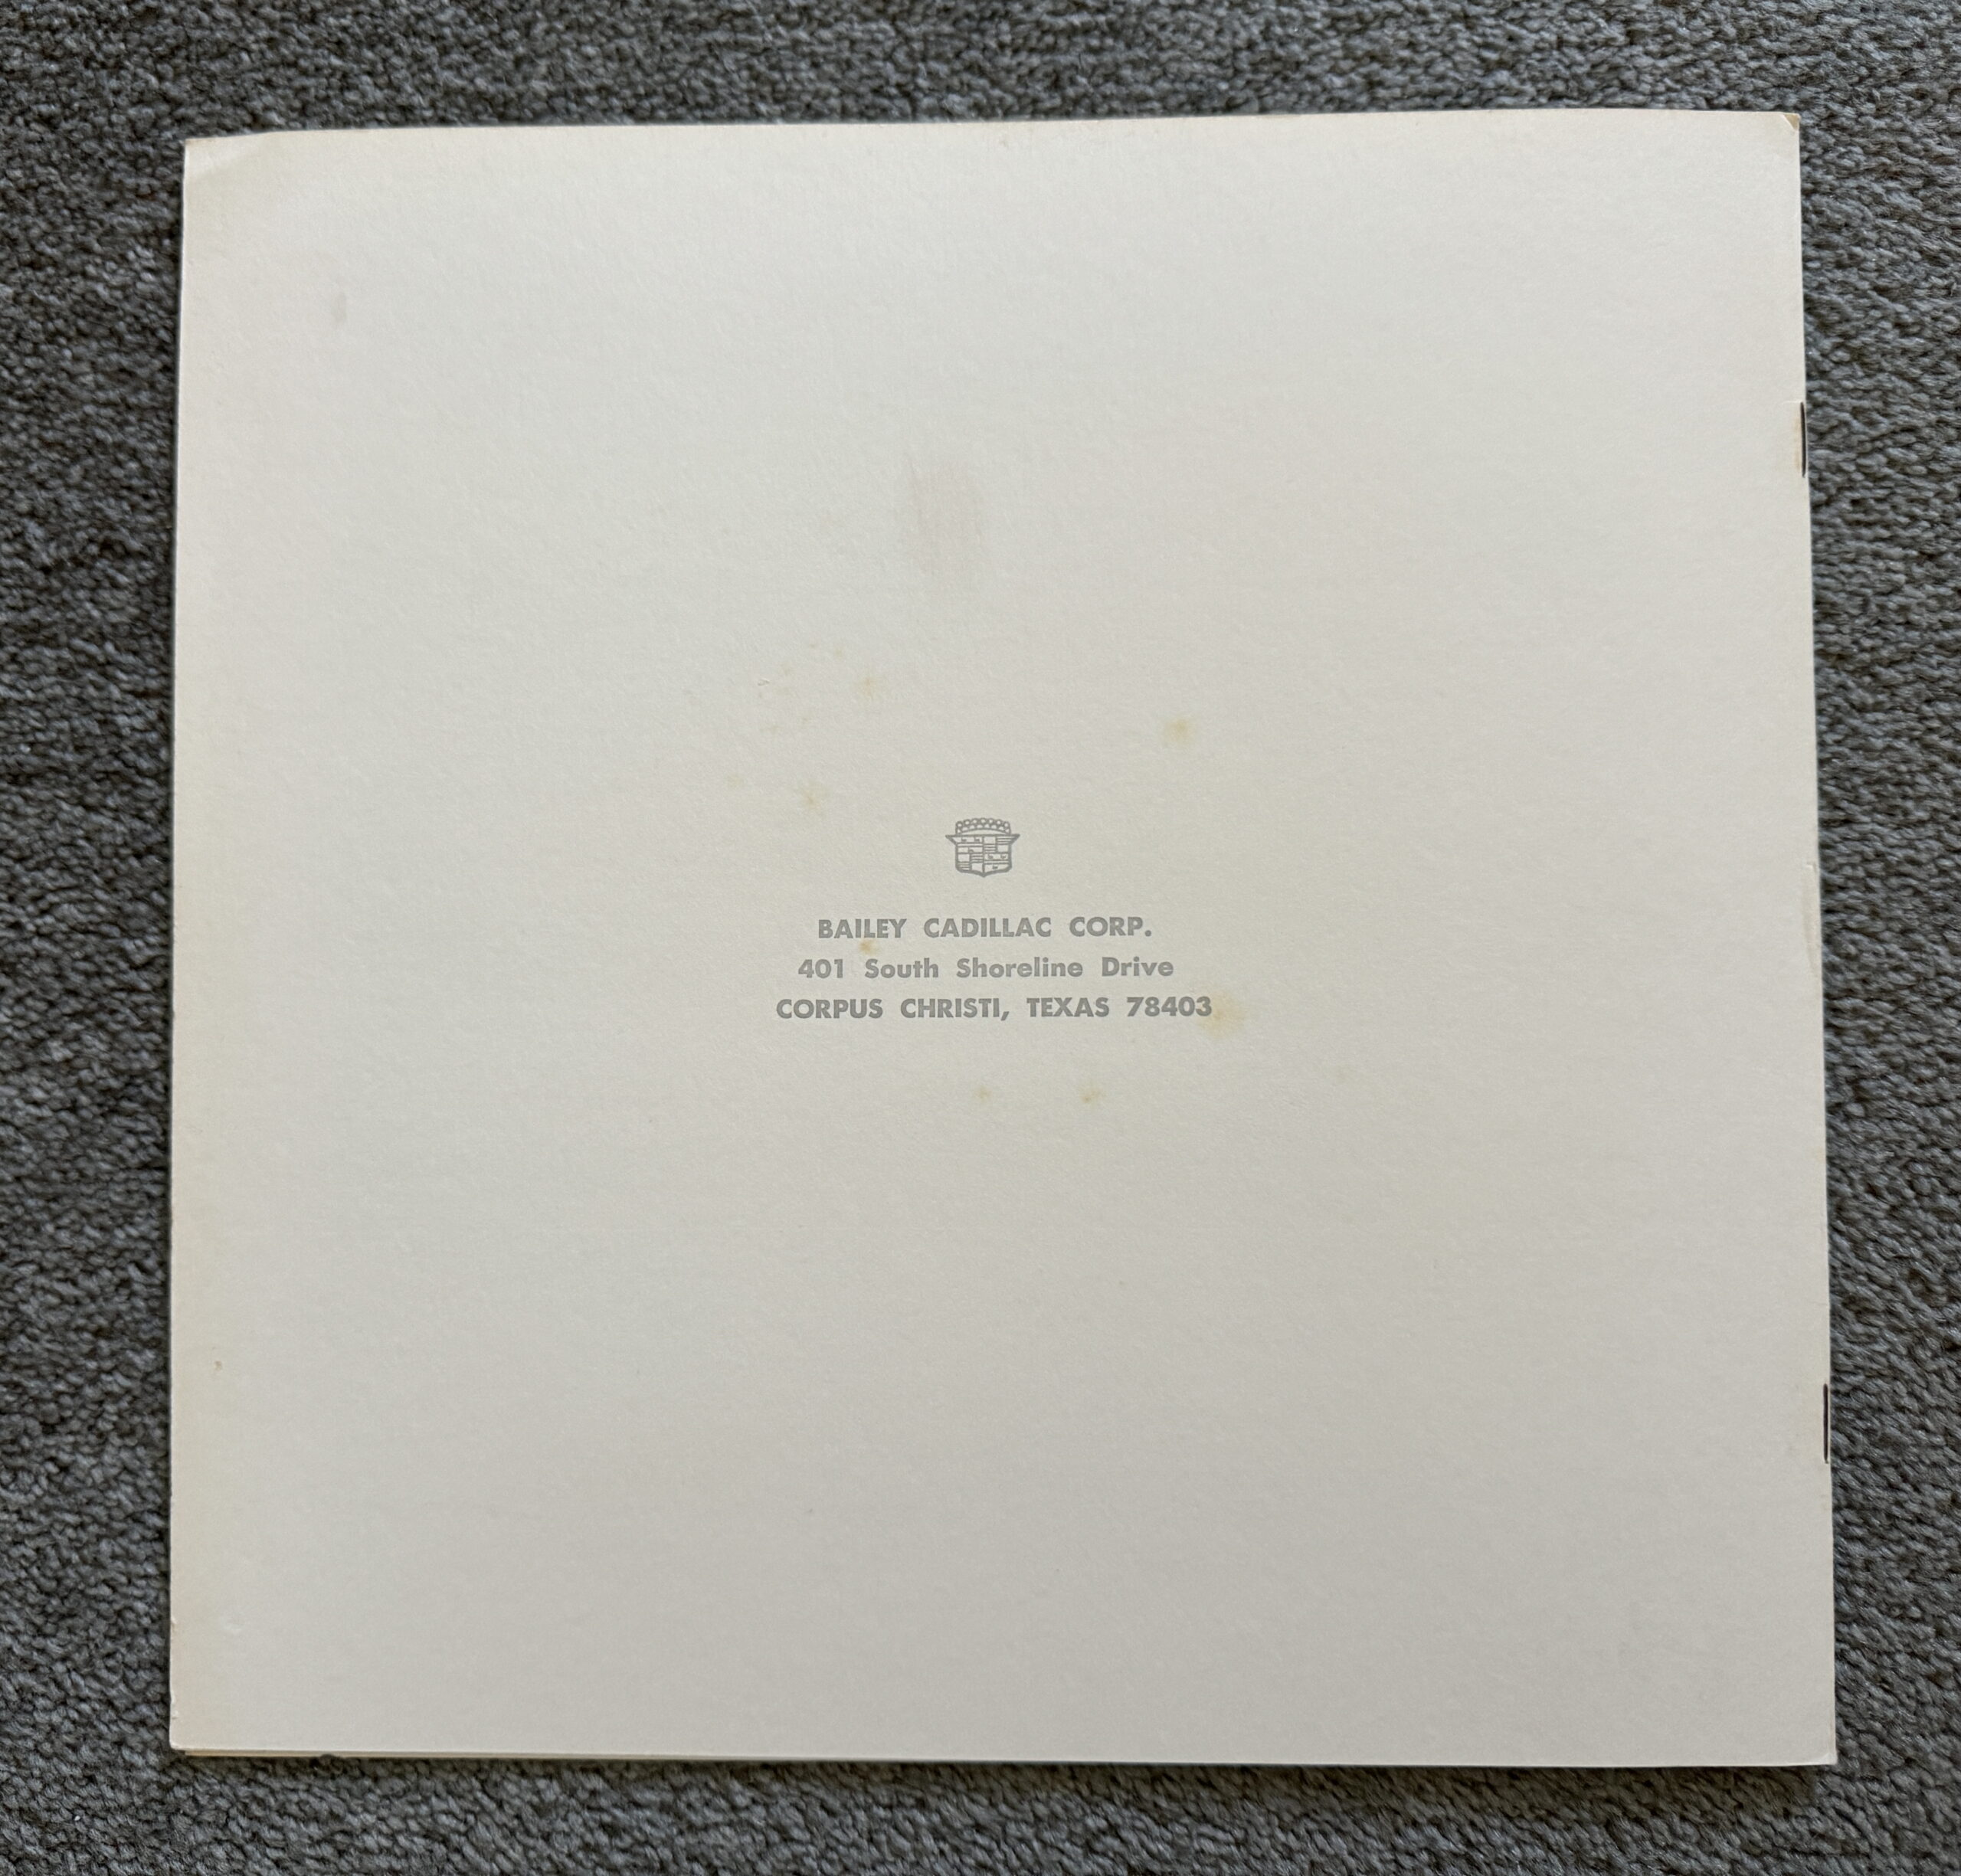 BAILEY CADILLAC CORP.
401 South Shoreline Drive
CORPUS CHRISTI, TEXAS 78403